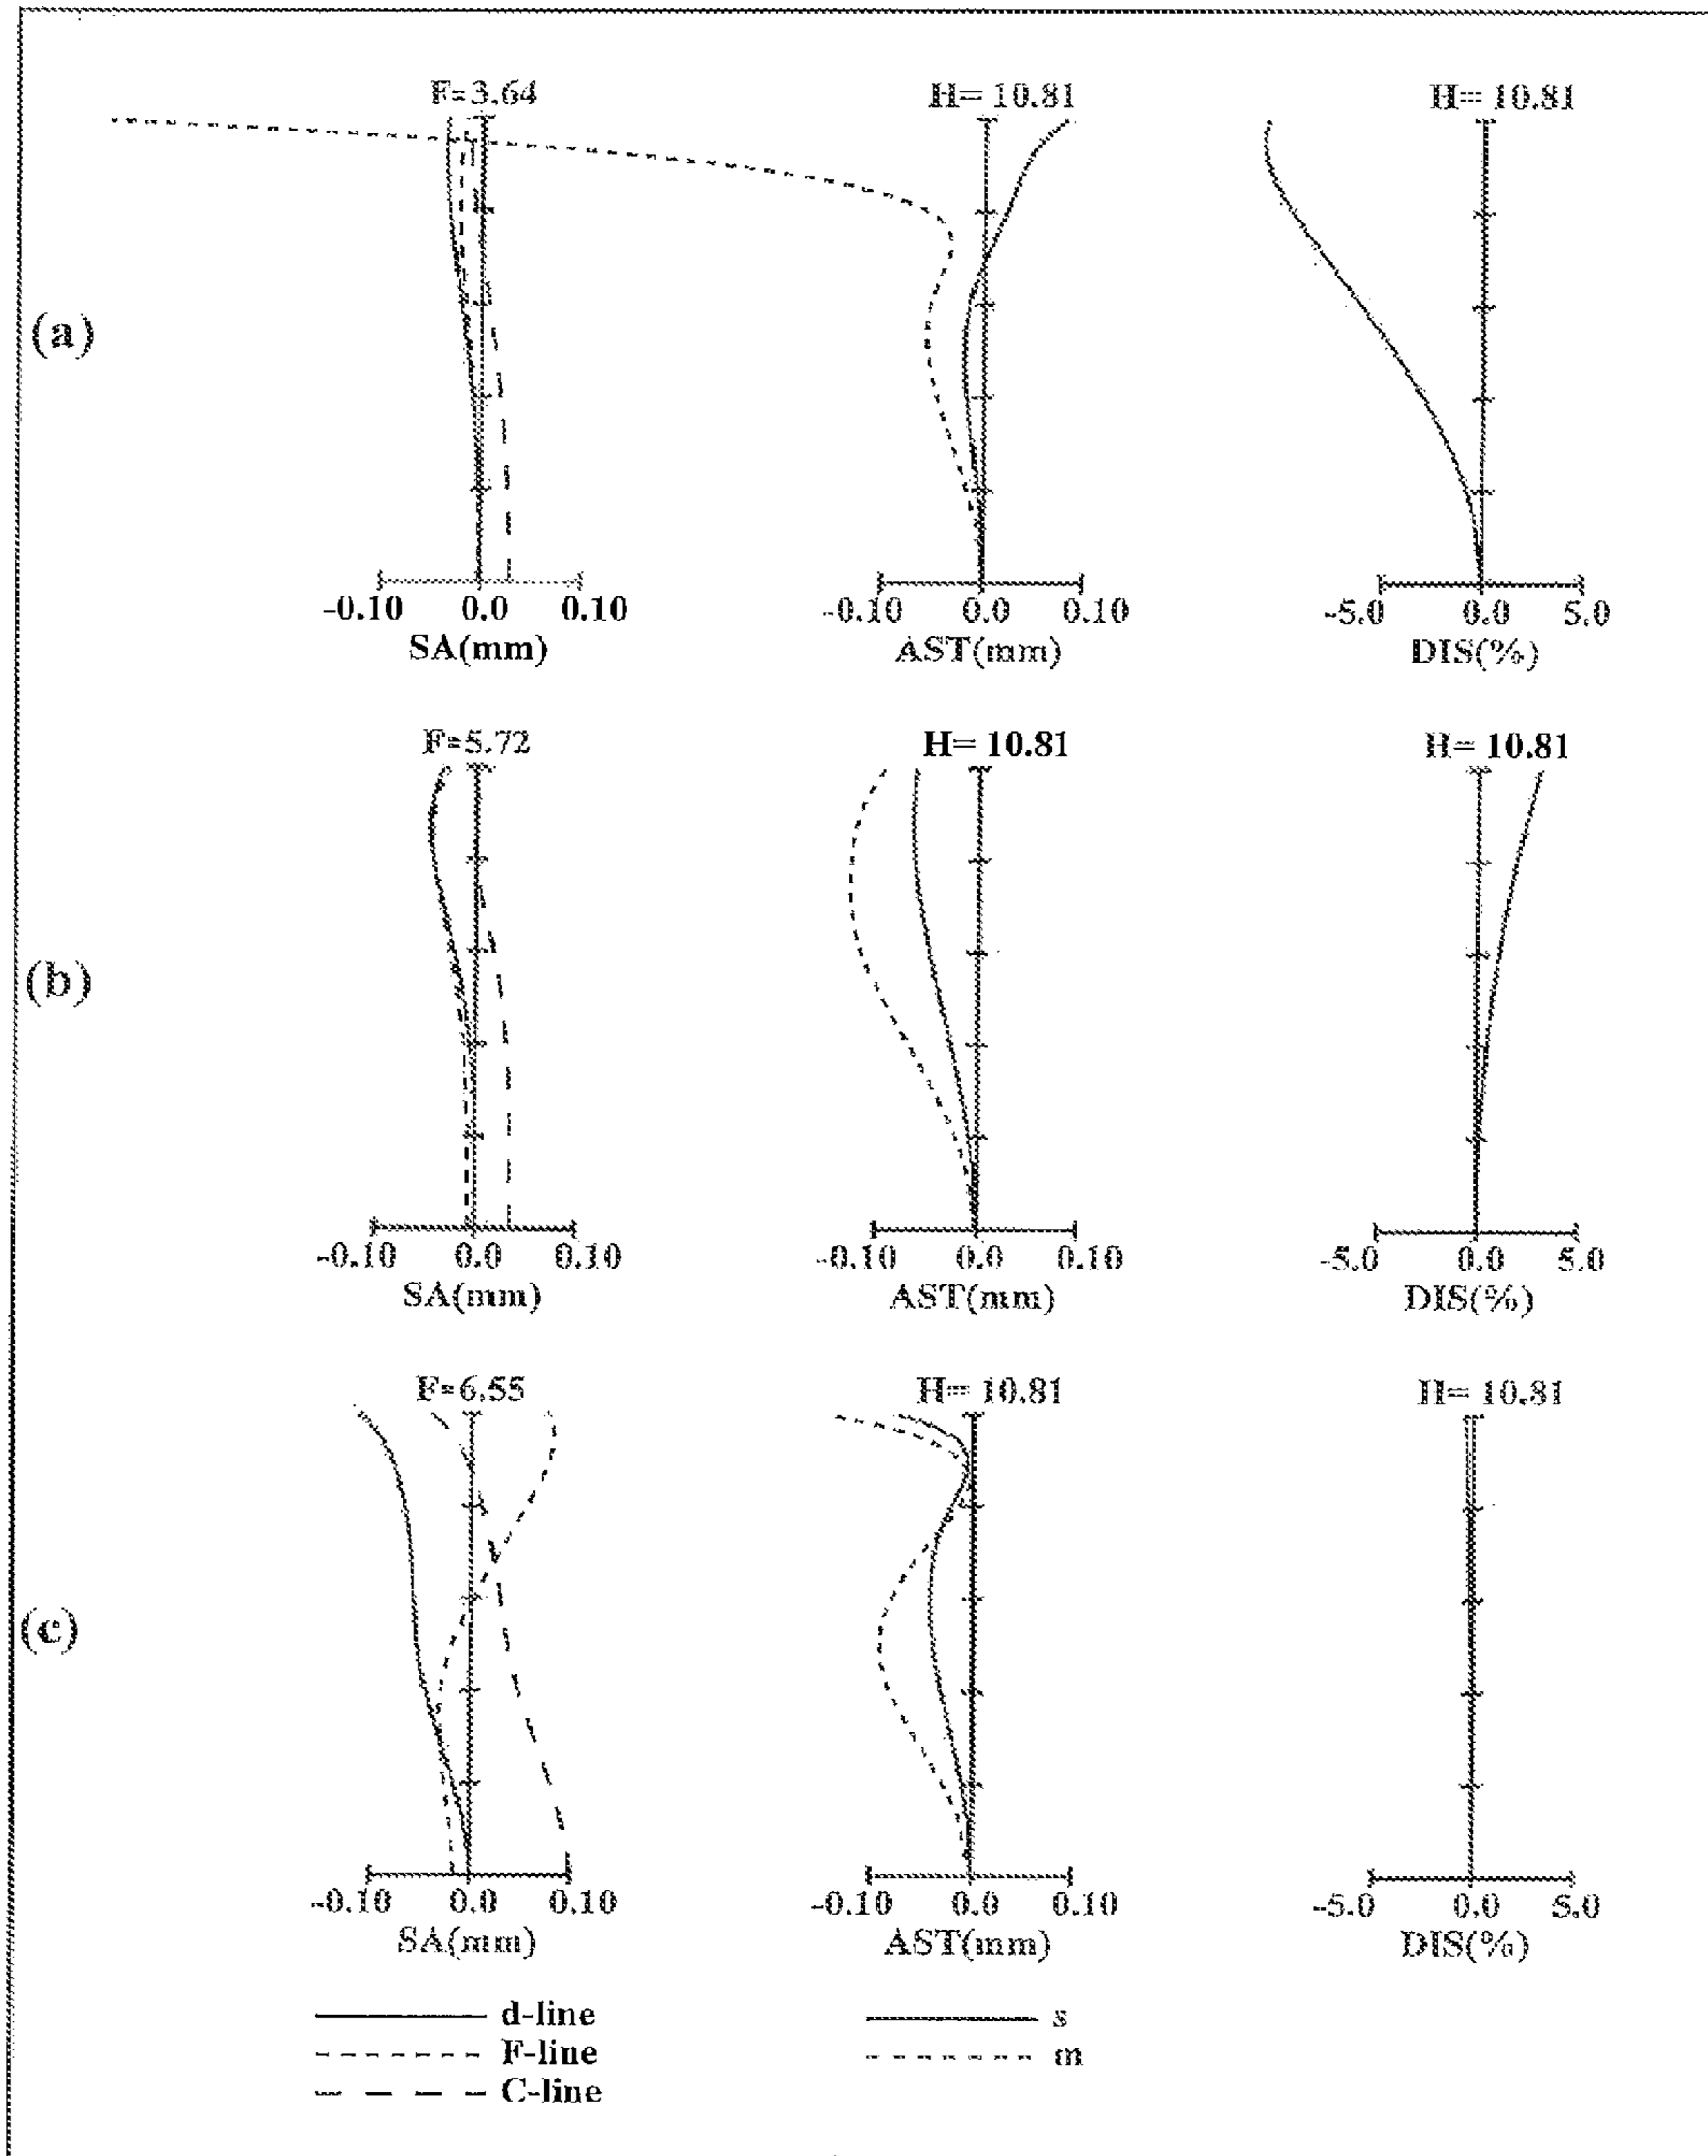 (a)
F=3.64
H= 10.81
H= 10.81
-0.10 0.0 0.10
SA(mm)
-0.10 0.0 0.10
AST(mm)
-5.0 0.0 5.0
DIS(%)
(b)
F=5.72
H= 10.81
H= 10.81
-0.10 0.0 0.10
SA(mm)
-0.10 0.0 0.10
AST(mm)
-5.0 0.0 5.0
DIS(%)
(c)
F=6.55
H= 10.81
H= 10.81
-0.10 0.0 0.10
SA(mm)
-0.10 0.0 0.10
AST(mm)
-5.0 0.0 5.0
DIS(%)
d-line
F-line
C-line
s
m